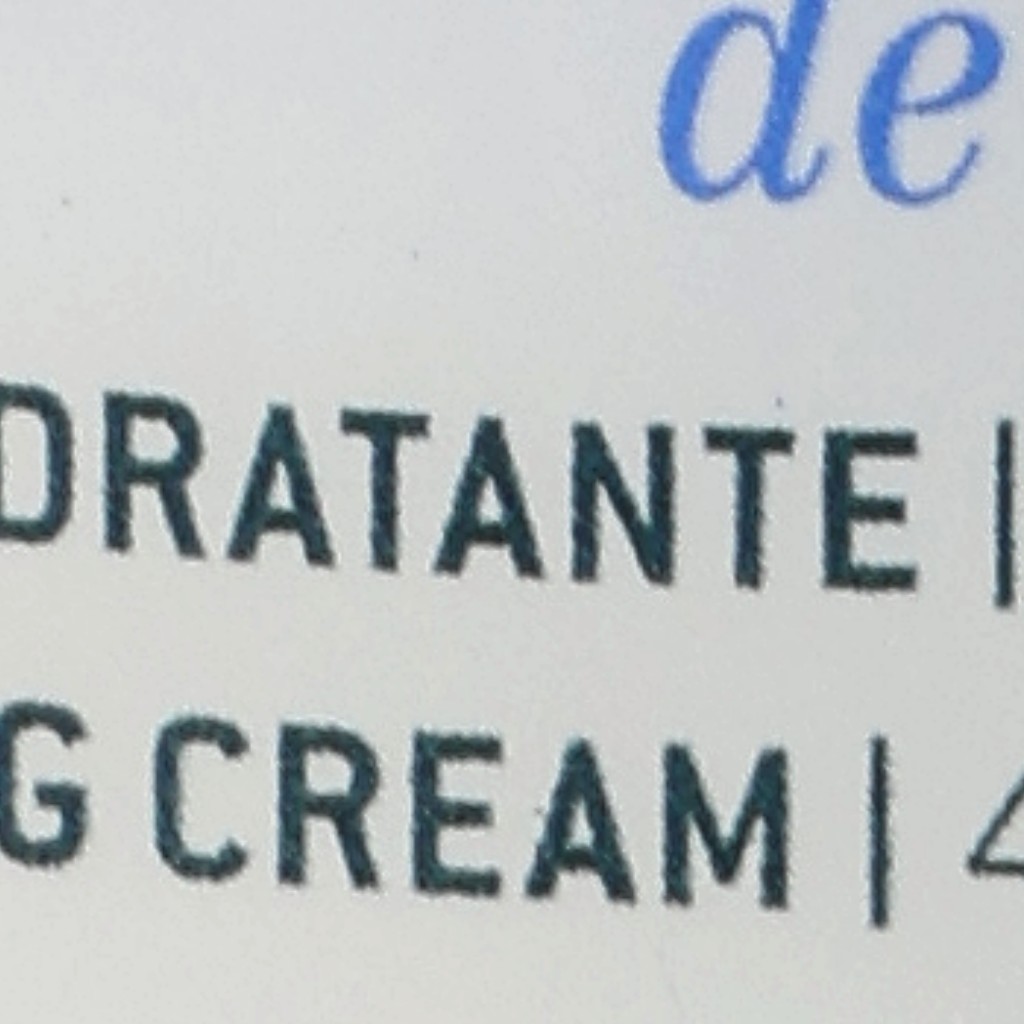 de
DRATANTE |
G CREAM |